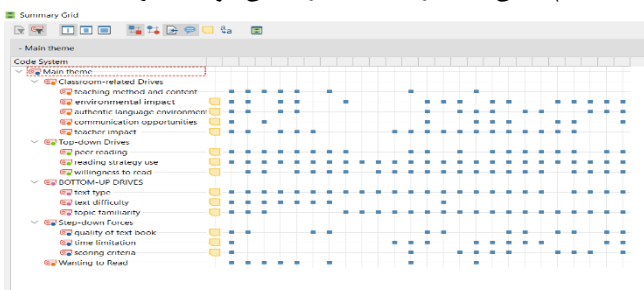 Summary Grid
- Main theme
Code System
Main theme
Classroom-related Drives
teaching method and content
environmental impact
authentic language environmen
communication opportunities
teacher impact
Top-down Drives
peer reading
reading strategy use
willingness to read
BOTTOM-UP DRIVES
text type
text difficulty
topic familiarity
Step-down Forces
quality of text book
time limitation
scoring criteria
Wanting to Read